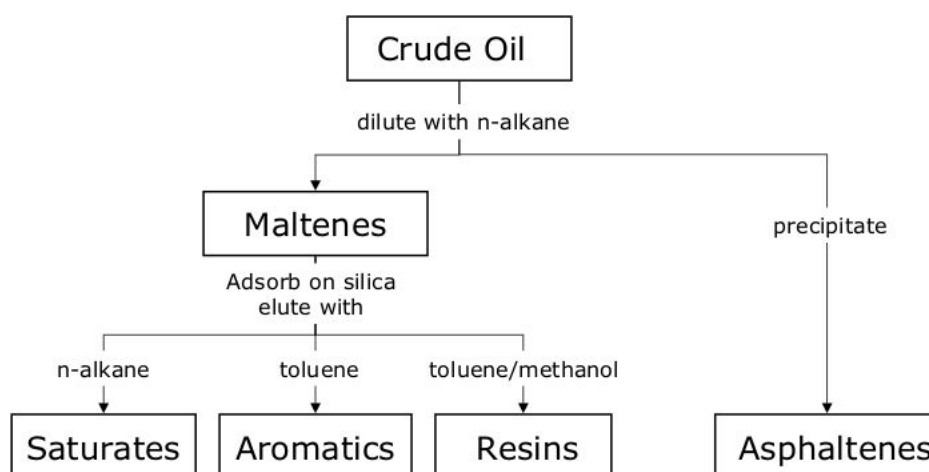 Crude Oil
dilute with n-alkane
Maltenes
precipitate
Adsorb on silica
elute with
n-alkane
toluene
toluene/methanol
Saturates
Aromatics
Resins
Asphaltenes